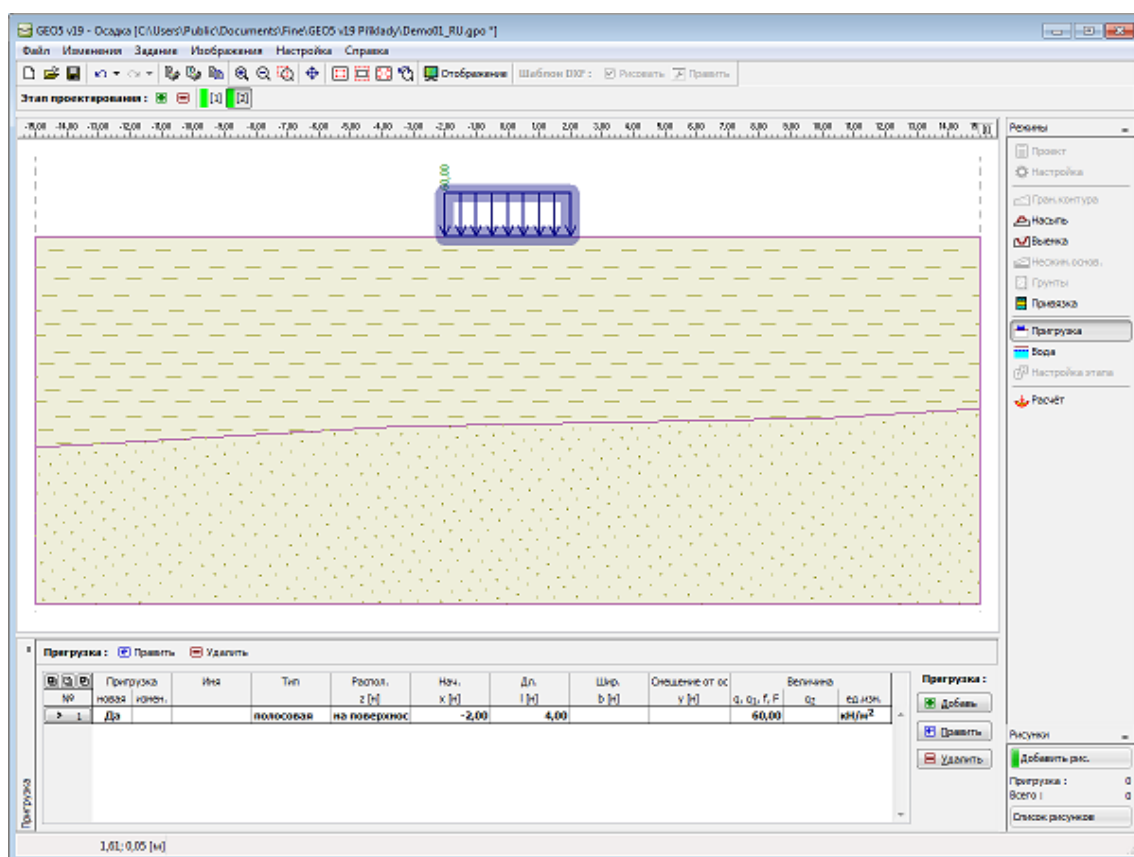 GEO5 v19 - Осадка [C:\Users\Public\Documents\Fine\GEO5 v19 Příklady\Demo01_RU.gpo *]
Файл Изменения Задание Изображения Настройка Справка
Отображение Шаблон DXF : Рисовать Править
Этап проектирования : [1] [2]
60,00
Режимы
Проект
Настройка
Гран.контура
Насыпь
Выемка
Несжим.основ.
Грунты
Привязка
Пригрузка
Вода
Настройка этапа
Расчёт
Пригрузка : Править Удалить
№ Пригрузка Имя Тип Распол. Нач. Дл. Шир. Смещение от ос Величина
новая измен. z [м] x [м] l [м] b [м] y [м] q, q1, f, F q2 ед.изм.
1 Да полосовая на поверхнос -2,00 4,00 60,00 кН/м²
Пригрузка :
Добавь
Править
Удалить
Пригрузка
Рисунки
Добавить рис.
Пригрузка : 0
Всего : 0
Список рисунков
1,61; 0,05 [м]